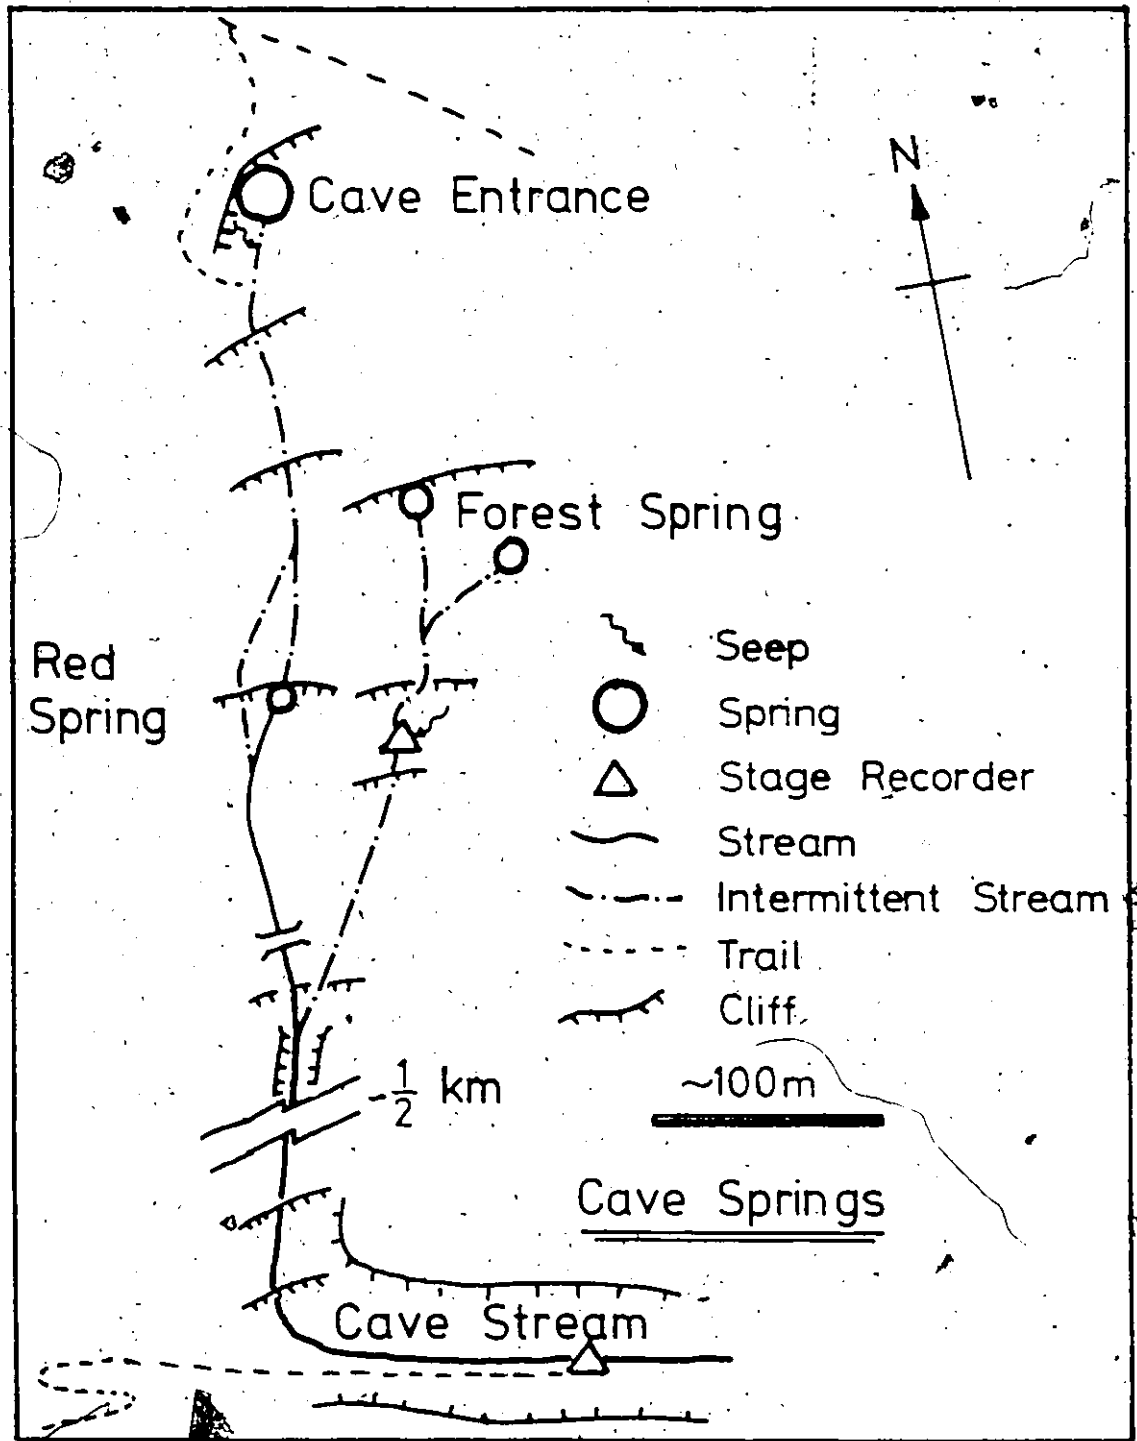 N
Cave Entrance
Forest Spring
Red
Spring
Seep
Spring
Stage Recorder
Stream
Intermittent Stream
Trail
Cliff
~ 1/2 km
~100m
Cave Springs
Cave Stream